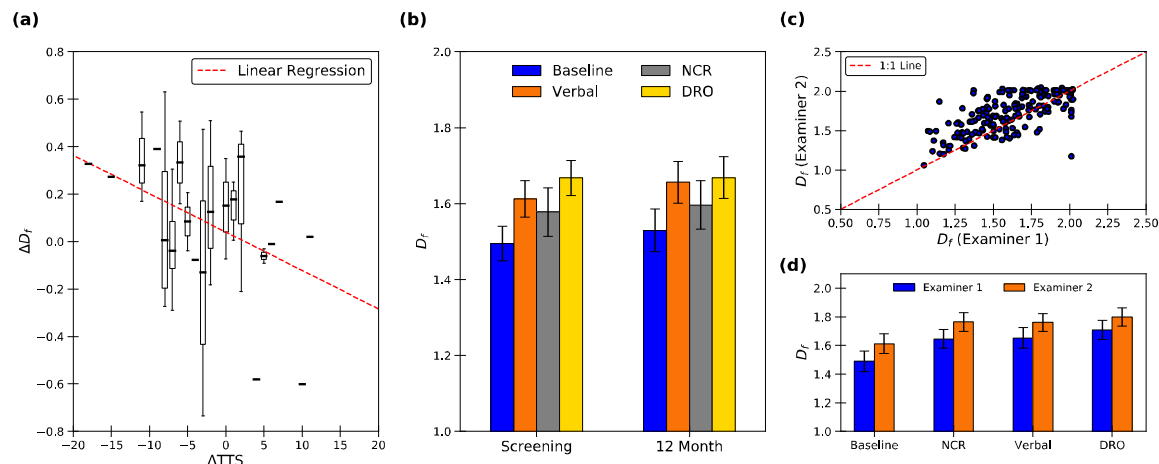 (a)
0.8
0.6
0.4
0.2
0.0
−0.2
−0.4
−0.6
−0.8
ΔD_f
Linear Regression
−20 −15 −10 −5 0 5 10 15 20
ΔTTS
(b)
2.0
1.8
1.6
1.4
1.2
1.0
D_f
Baseline NCR
Verbal DRO
Screening 12 Month
(c)
2.5
2.0
1.5
1.0
0.5
D_f (Examiner 2)
1:1 Line
0.50 0.75 1.00 1.25 1.50 1.75 2.00 2.25 2.50
D_f (Examiner 1)
(d)
2.0
1.8
1.6
1.4
1.2
1.0
D_f
Examiner 1 Examiner 2
Baseline NCR Verbal DRO